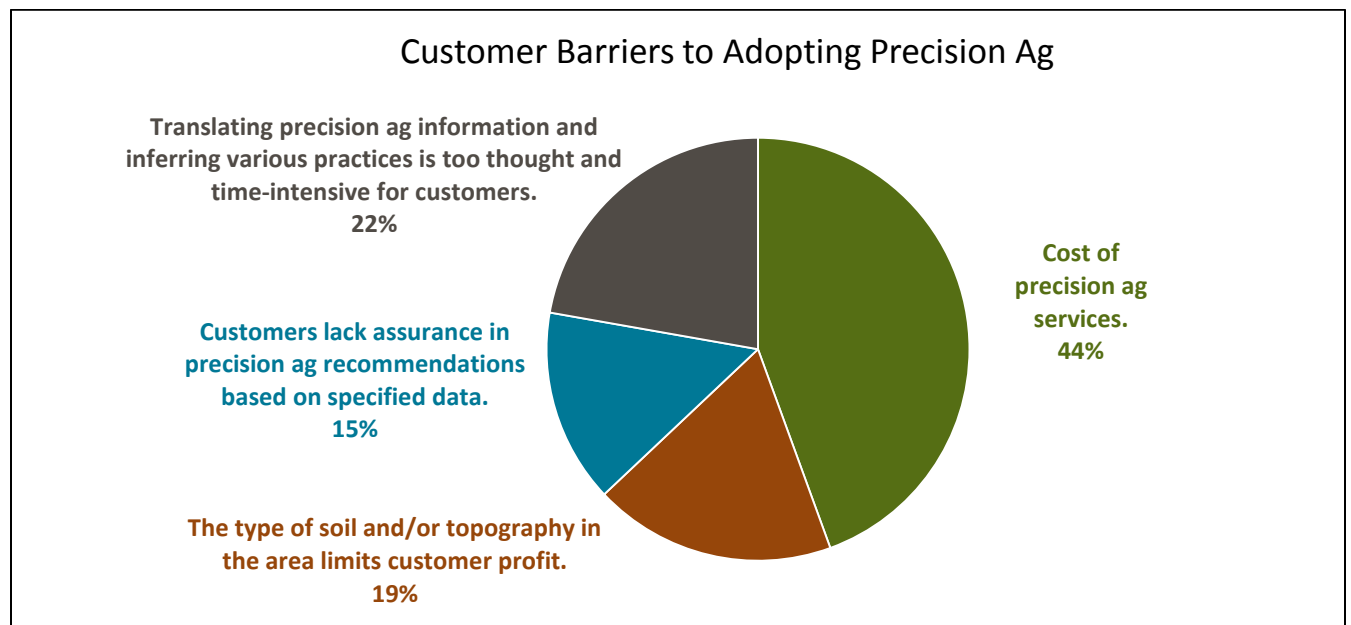 Customer Barriers to Adopting Precision Ag
Translating precision ag information and
inferring various practices is too thought and
time-intensive for customers.
22%
Cost of
precision ag
services.
44%
Customers lack assurance in
precision ag recommendations
based on specified data.
15%
The type of soil and/or topography in
the area limits customer profit.
19%